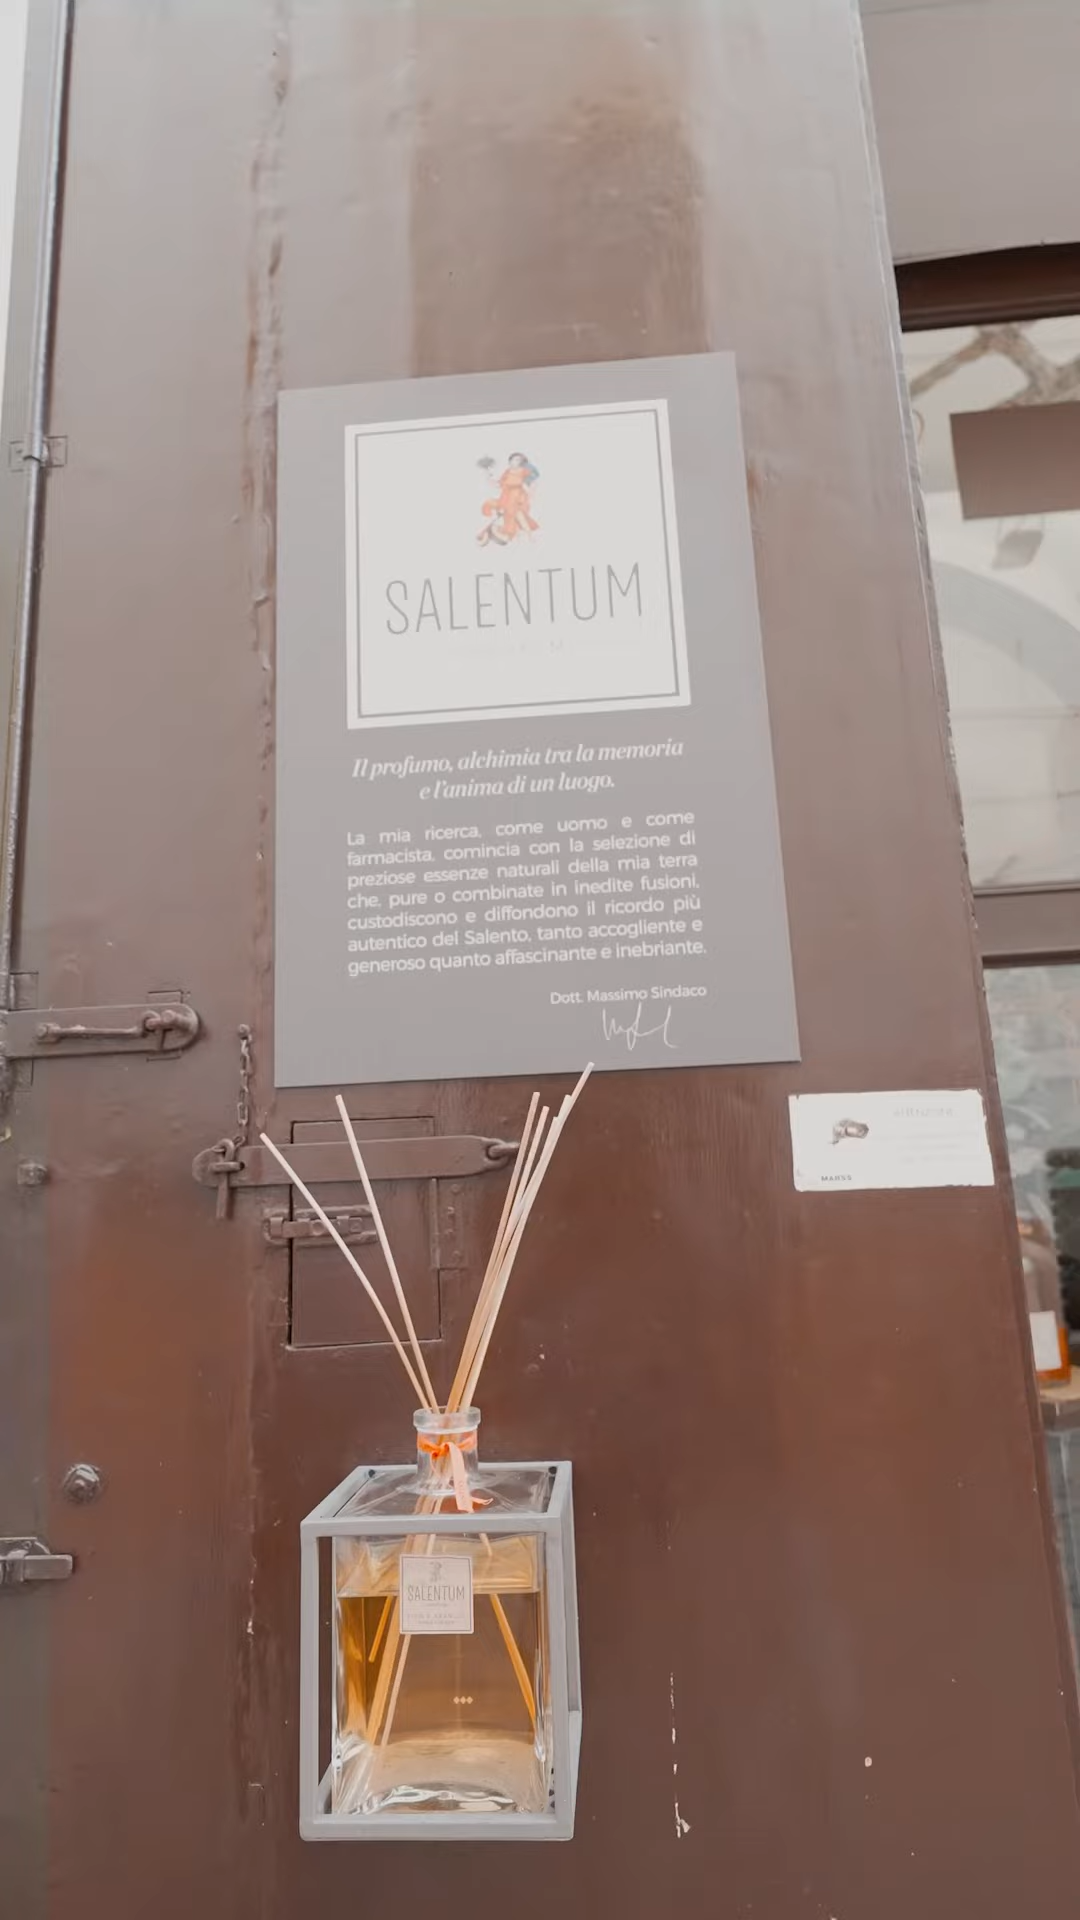 SALENTUM
Il profumo, alchimia tra la memoria
e l'anima di un luogo.
La mia ricerca, come uomo e come
farmacista, comincia con la selezione di
preziose essenze naturali della mia terra
che, pure o combinate in inedite fusioni,
custodiscono e diffondono il ricordo più
autentico del Salento, tanto accogliente e
generoso quanto affascinante e inebriante.
Dott. Massimo Sindaco
MARSS
SALENTUM